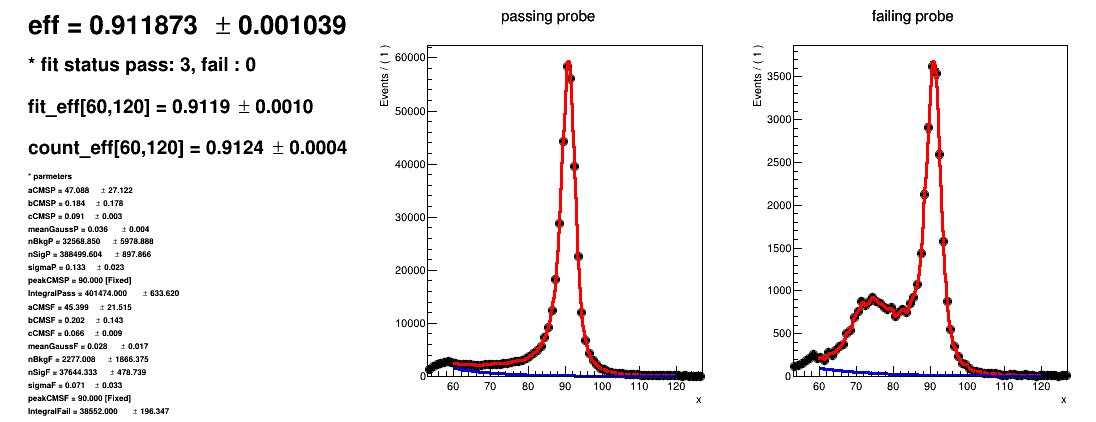 eff = 0.911873 ± 0.001039
* fit status pass: 3, fail : 0
fit_eff[60,120] = 0.9119 ± 0.0010
count_eff[60,120] = 0.9124 ± 0.0004
* parmeters
aCMSP = 47.088 ± 27.122
bCMSP = 0.184 ± 0.178
cCMSP = 0.091 ± 0.003
meanGaussP = 0.036 ± 0.004
nBkgP = 32568.850 ± 5978.888
nSigP = 388499.604 ± 897.866
sigmaP = 0.133 ± 0.023
peakCMSP = 90.000 [Fixed]
IntegralPass = 401474.000 ± 633.620
aCMSF = 45.399 ± 21.515
bCMSF = 0.202 ± 0.143
cCMSF = 0.066 ± 0.009
meanGaussF = 0.028 ± 0.017
nBkgF = 2277.008 ± 1866.375
nSigF = 37644.333 ± 478.739
sigmaF = 0.071 ± 0.033
peakCMSF = 90.000 [Fixed]
IntegralFail = 38552.000 ± 196.347
passing probe
Events / ( 1 )
60000
50000
40000
30000
20000
10000
0
60 70 80 90 100 110 120
x
failing probe
Events / ( 1 )
3500
3000
2500
2000
1500
1000
500
0
60 70 80 90 100 110 120
x